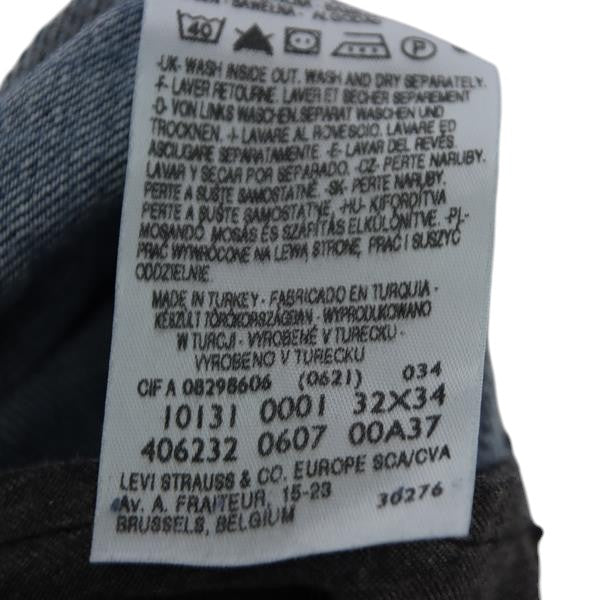 - SAWELNA -
40
P
-UK- WASH INSIDE OUT. WASH AND DRY SEPARATELY.
-F- LAVER RETOURNE. LAVER ET SECHER SEPAREMENT
-D- VON LINKS WASCHEN.SEPARAT WASCHEN UND
TROCKNEN. -I- LAVARE AL ROVESCIO. LAVARE ED
ASCIUGARE SEPARATAMENTE. -E- LAVAR DEL REVÉS.
LAVAR Y SECAR POR SEPARADO. -CZ- PERTE NARUBY.
PERTE A SUŠTE SAMOSTATNĚ. -SK- PERTE NARUBY.
PERTE A SUŠTE SAMOSTATNE. -HU- KIFORDÍTVA
MOSANDÓ MOSÁS ÉS SZÁRÍTÁS ELKÜLÖNÍTVE. -PL-
PRAĆ WYWRÓCONE NA LEWĄ STRONĘ, PRAĆ I SUSZYĆ
ODDZIELNIE.
MADE IN TURKEY - FABRICADO EN TURQUIA -
KÉSZÜLT TÖRÖKORSZÁGBAN - WYPRODUKOWANO
W TURCJI - VYROBENÉ V TURECKU -
VYROBENO V TURECKU
CIF A 08298606 (0621) 034
10131 0001 32X34
406232 0607 00A37
LEVI STRAUSS & CO. EUROPE SCA/CVA
Av. A. FRAITEUR, 15-23 30276
BRUSSELS, BELGIUM